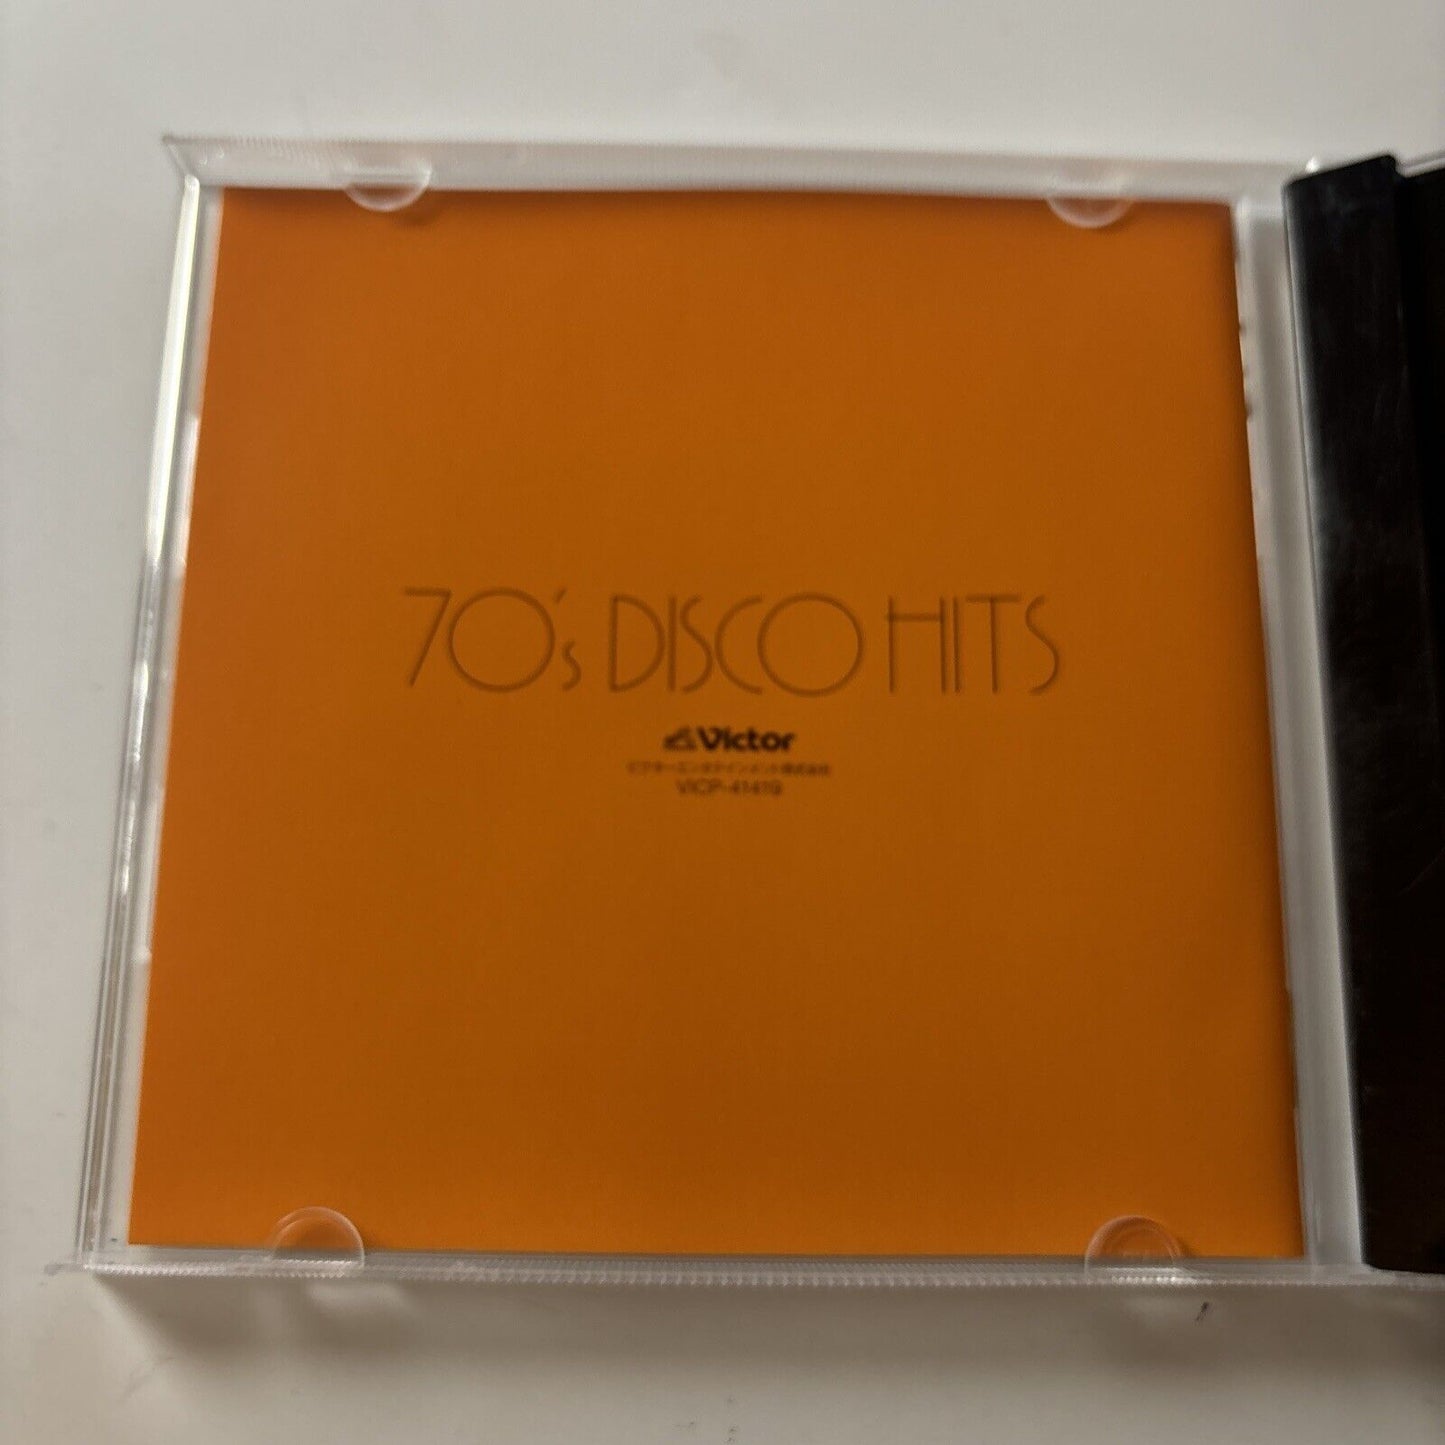 70's DISCO HITS
Victor
ビクターエンタテインメント株式会社
VICP-41419